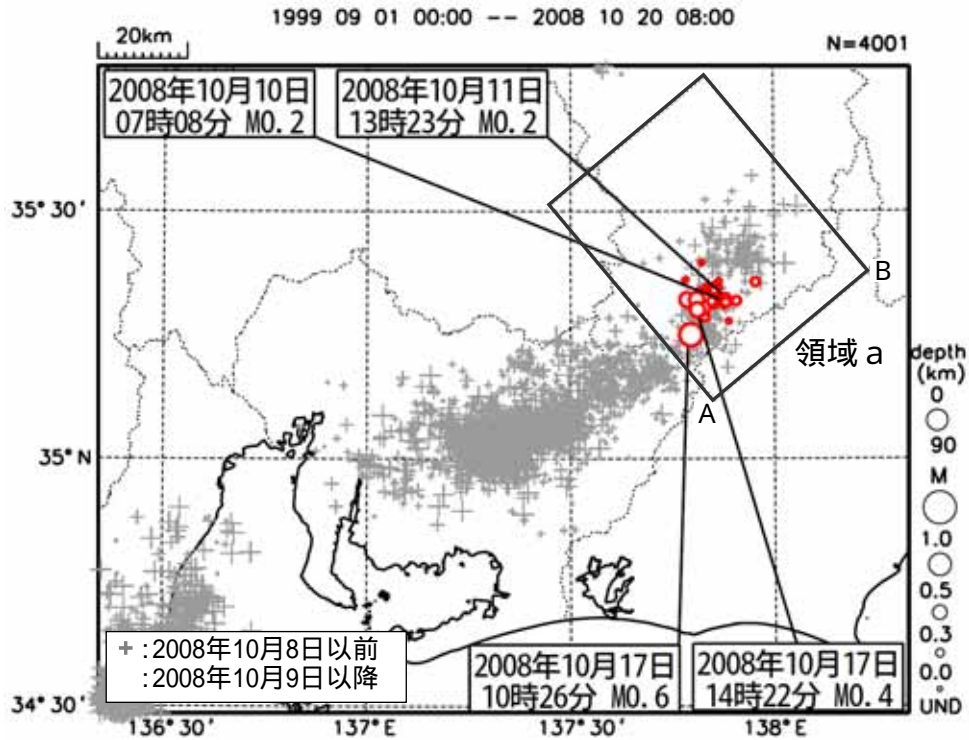 1999 09 01 00:00 -- 2008 10 20 08:00
20km
N=4001
2008年10月10日
07時08分 M0.2
2008年10月11日
13時23分 M0.2
35°30′
B
領域a
A
depth
(km)
0
90
35°N
M
1.0
0.5
0.3
0.0
UND
+:2008年10月8日以前
:2008年10月9日以降
2008年10月17日
10時26分 M0.6
2008年10月17日
14時22分 M0.4
34°30′
136°30′
137°E
137°30′
138°E